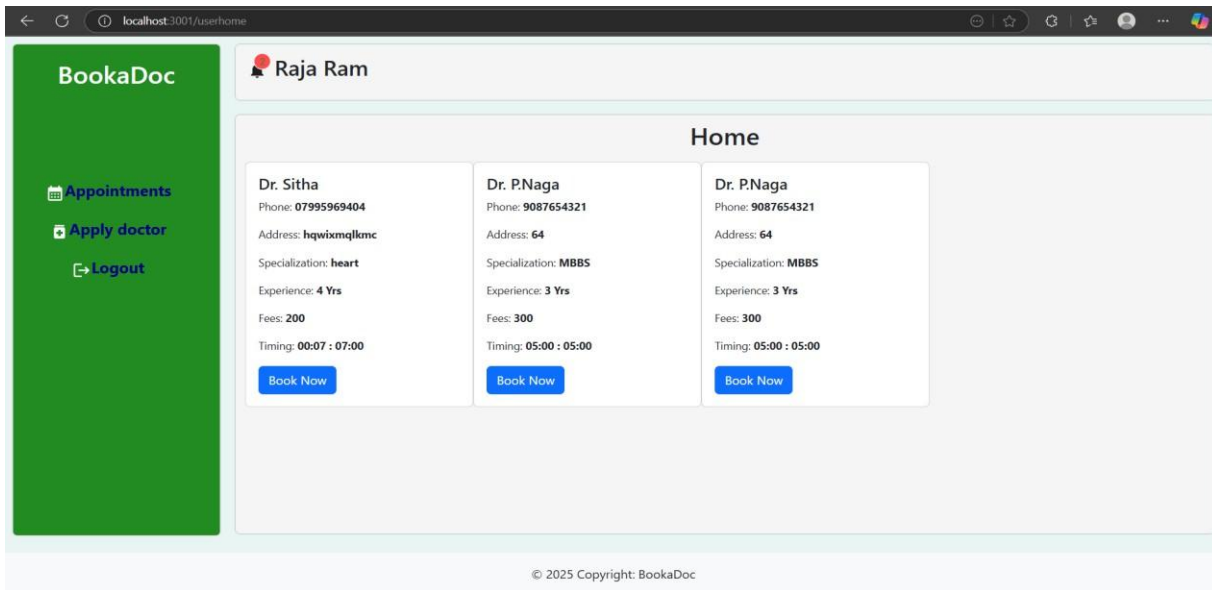 localhost:3001/userhome
BookaDoc
Raja Ram
Appointments
Apply doctor
Logout
Home
Dr. Sitha
Phone: 07995969404
Address: hqwixmqlkmc
Specialization: heart
Experience: 4 Yrs
Fees: 200
Timing: 00:07 : 07:00
Book Now
Dr. P.Naga
Phone: 9087654321
Address: 64
Specialization: MBBS
Experience: 3 Yrs
Fees: 300
Timing: 05:00 : 05:00
Book Now
Dr. P.Naga
Phone: 9087654321
Address: 64
Specialization: MBBS
Experience: 3 Yrs
Fees: 300
Timing: 05:00 : 05:00
Book Now
© 2025 Copyright: BookaDoc